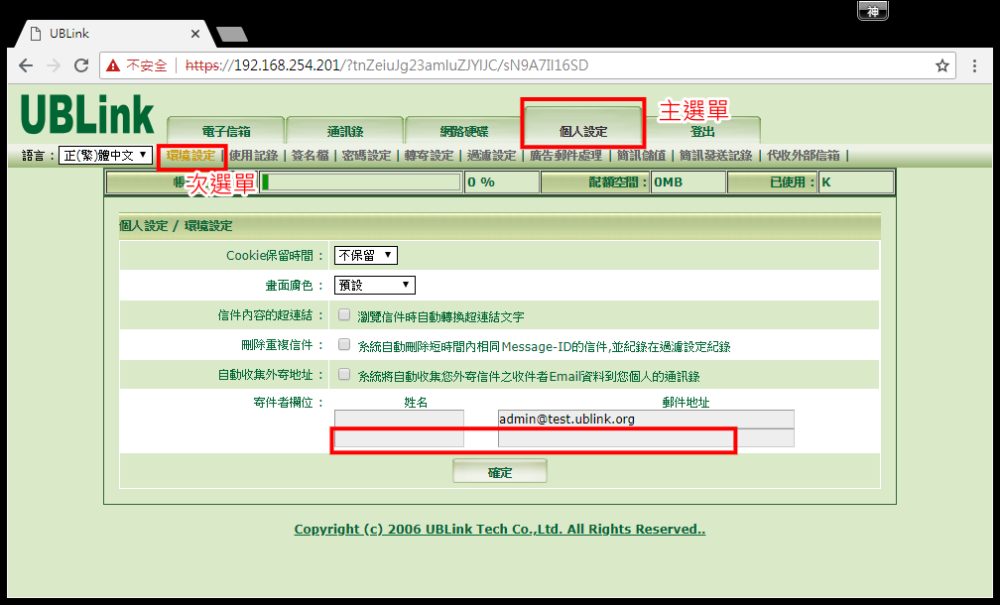 神
UBLink
不安全 https://192.168.254.201/?tnZeiuJg23amluZJYlJC/sN9A7Il16SD
UBLink
電子信箱 通訊錄 網路硬碟 個人設定 登出
主選單
語言： 正(繁)體中文
環境設定 | 使用記錄 | 簽名檔 | 密碼設定 | 轉寄設定 | 過濾設定 | 廣告郵件處理 | 簡訊儲值 | 簡訊發送記錄 | 代收外部信箱 |
次選單
帳 0 % 配額空間： 0MB 已使用： K
個人設定 / 環境設定
Cookie保留時間： 不保留
畫面膚色： 預設
信件內容的超連結： 瀏覽信件時自動轉換超連結文字
刪除重複信件： 系統自動刪除短時間內相同Message-ID的信件,並紀錄在過濾設定紀錄
自動收集外寄地址： 系統將自動收集您外寄信件之收件者Email資料到您個人的通訊錄
寄件者欄位： 姓名 郵件地址
admin@test.ublink.org
確定
Copyright (c) 2006 UBLink Tech Co.,Ltd. All Rights Reserved..